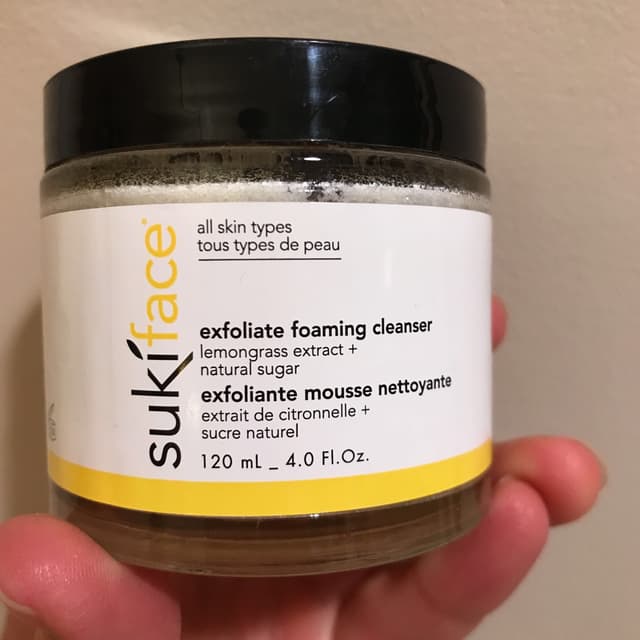 sukiface
all skin types
tous types de peau
exfoliate foaming cleanser
lemongrass extract +
natural sugar
exfoliante mousse nettoyante
extrait de citronnelle +
sucre naturel
120 mL _ 4.0 Fl.Oz.